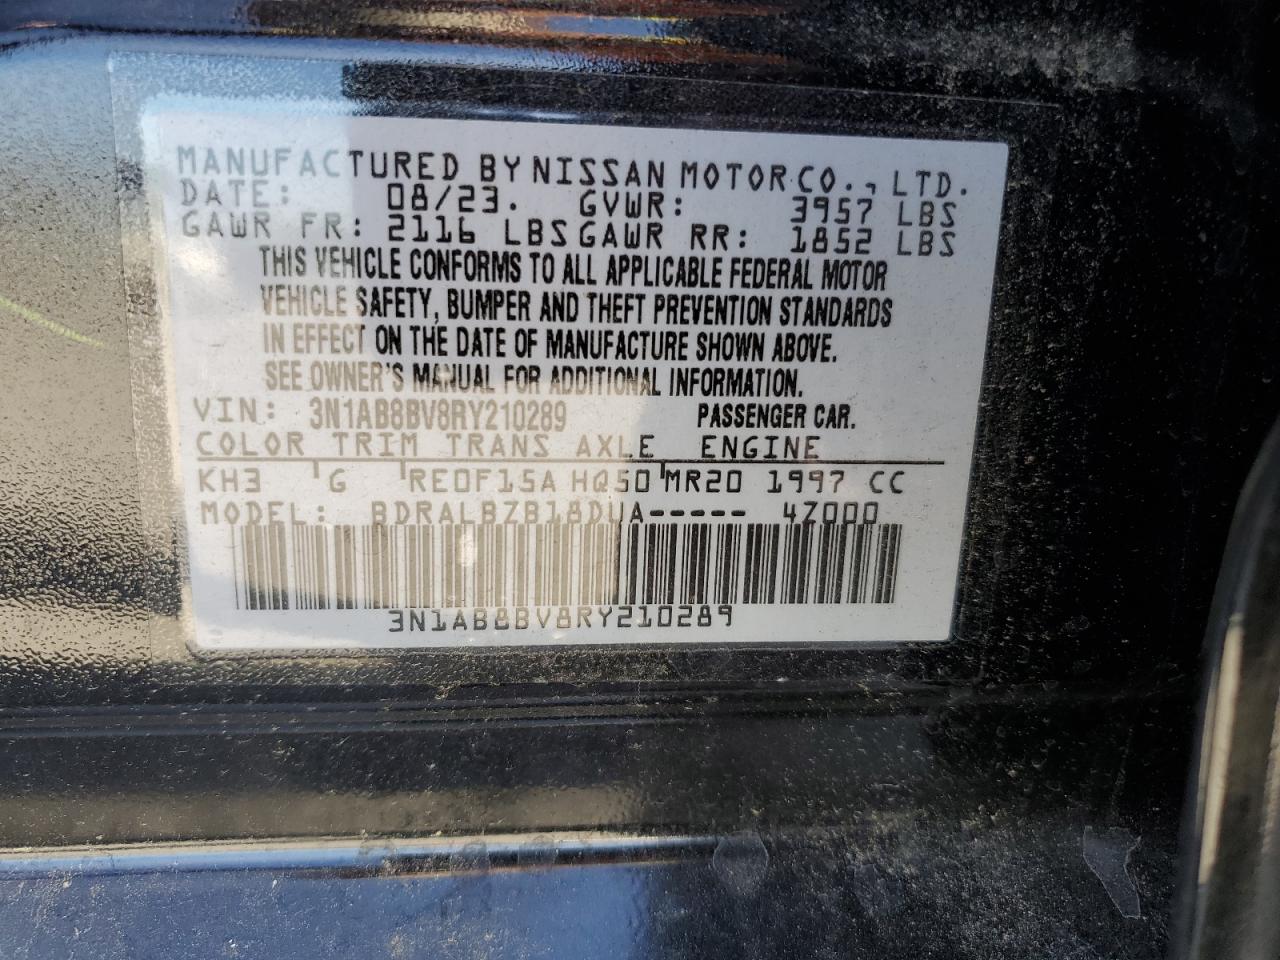 MANUFACTURED BY NISSAN MOTOR CO., LTD.
DATE: 08/23. GVWR: 3957 LBS
GAWR FR: 2116 LBS GAWR RR: 1852 LBS
THIS VEHICLE CONFORMS TO ALL APPLICABLE FEDERAL MOTOR
VEHICLE SAFETY, BUMPER AND THEFT PREVENTION STANDARDS
IN EFFECT ON THE DATE OF MANUFACTURE SHOWN ABOVE.
SEE OWNER'S MANUAL FOR ADDITIONAL INFORMATION.
VIN: 3N1AB8BV8RY210289 PASSENGER CAR.
COLOR TRIM TRANS AXLE ENGINE
KH3 G RE0F15A HQ50 MR20 1997 CC
MODEL: BDRALBZB18DUA----- 4Z000
3N1AB8BV8RY210289